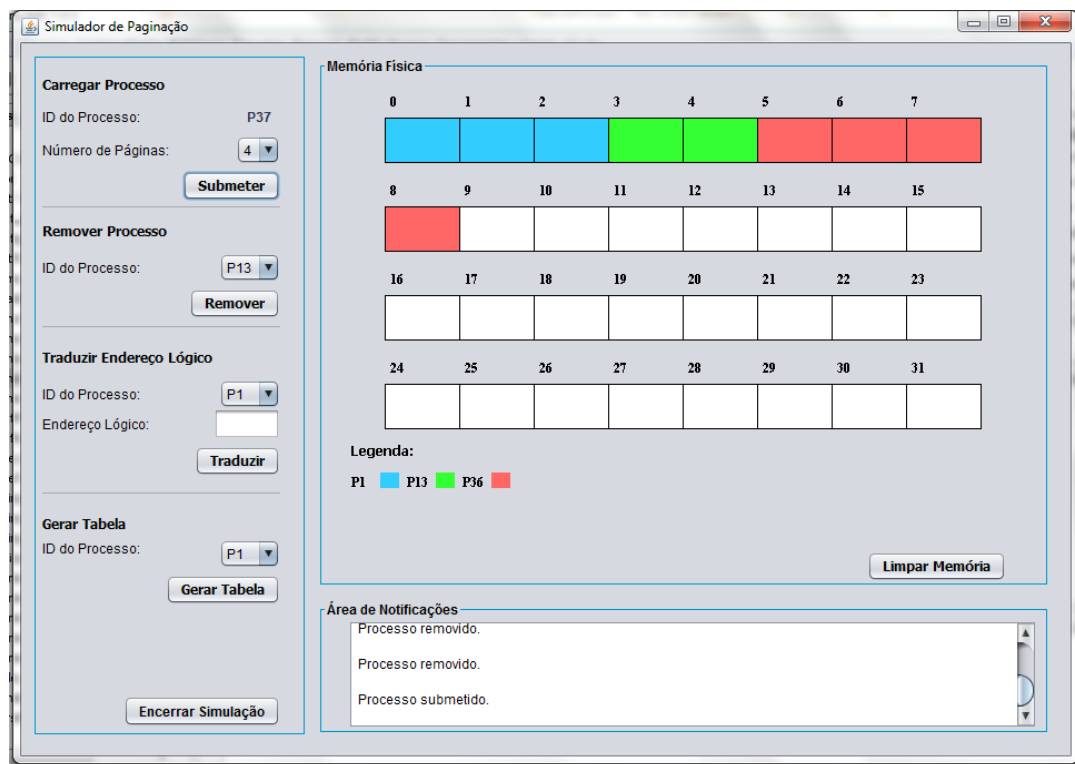 Simulador de Paginação
Carregar Processo
ID do Processo: P37
Número de Páginas: 4
Submeter
Remover Processo
ID do Processo: P13
Remover
Traduzir Endereço Lógico
ID do Processo: P1
Endereço Lógico:
Traduzir
Gerar Tabela
ID do Processo: P1
Gerar Tabela
Encerrar Simulação
Memória Física
0 1 2 3 4 5 6 7
8 9 10 11 12 13 14 15
16 17 18 19 20 21 22 23
24 25 26 27 28 29 30 31
Legenda:
P1 P13 P36
Limpar Memória
Área de Notificações
Processo removido.
Processo removido.
Processo submetido.